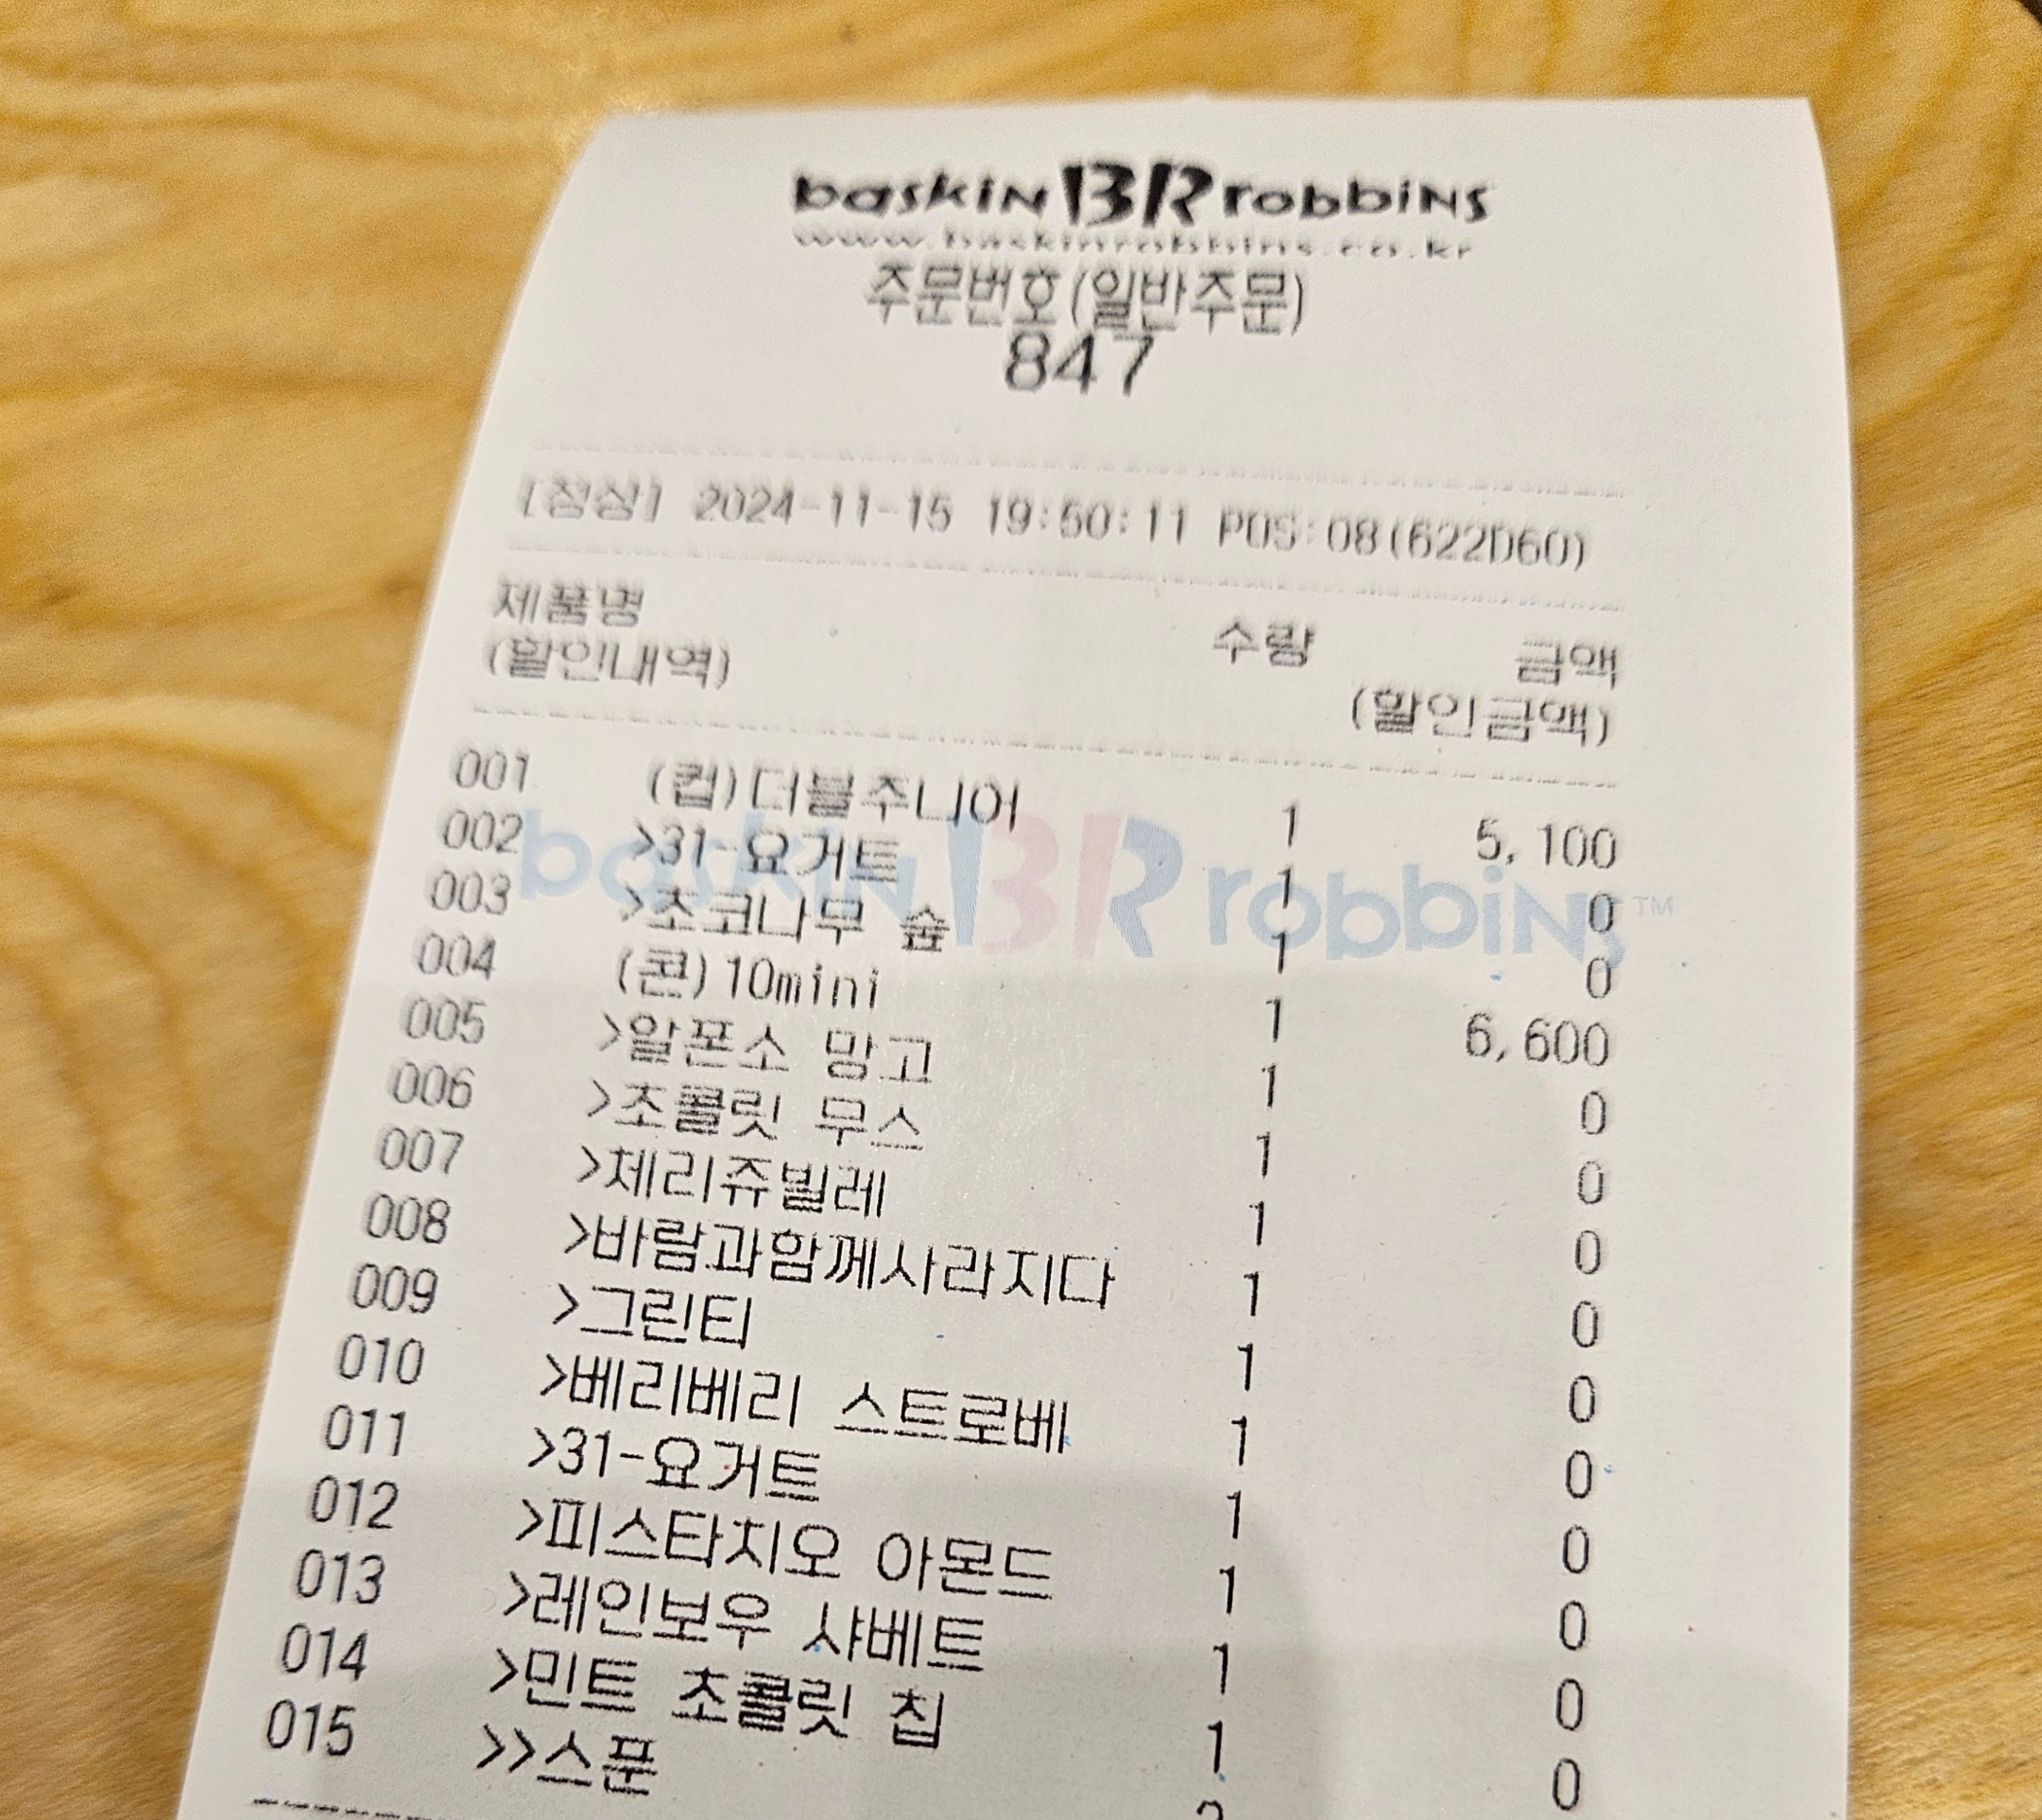 baskin BR robbins
www.baskinrobbins.co.kr
주문번호(일반주문)
847
[정상] 2024-11-15 19:50:11 POS:08(622D60)
제품명 수량 금액
(할인내역) (할인금액)
001 (컵)더블주니어 1 5,100
002 >31-요거트 1 0
003 >초코나무 숲 1 0
004 (콘)10mini 1 6,600
005 >알폰소 망고 1 0
006 >초콜릿 무스 1 0
007 >체리쥬빌레 1 0
008 >바람과함께사라지다 1 0
009 >그린티 1 0
010 >베리베리 스트로베 1 0
011 >31-요거트 1 0
012 >피스타치오 아몬드 1 0
013 >레인보우 샤베트 1 0
014 >민트 초콜릿 칩 1 0
015 >>스푼
baskin BR robbins™